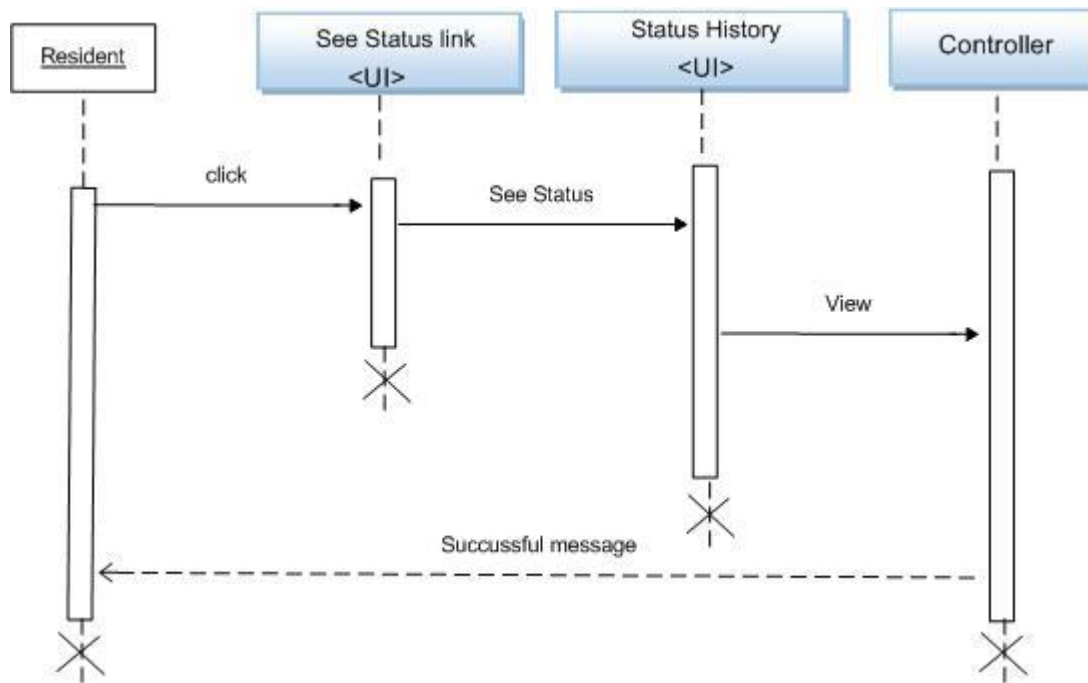 Resident
See Status link
<UI>
Status History
<UI>
Controller
click
See Status
View
Succussful message